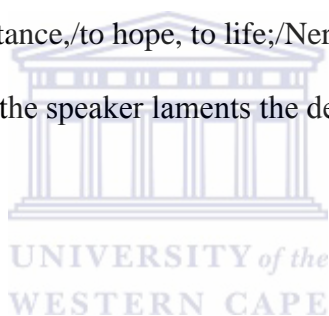 tance,/to hope, to life;/Ner
the speaker laments the de
UNIVERSITY of the
WESTERN CAPE